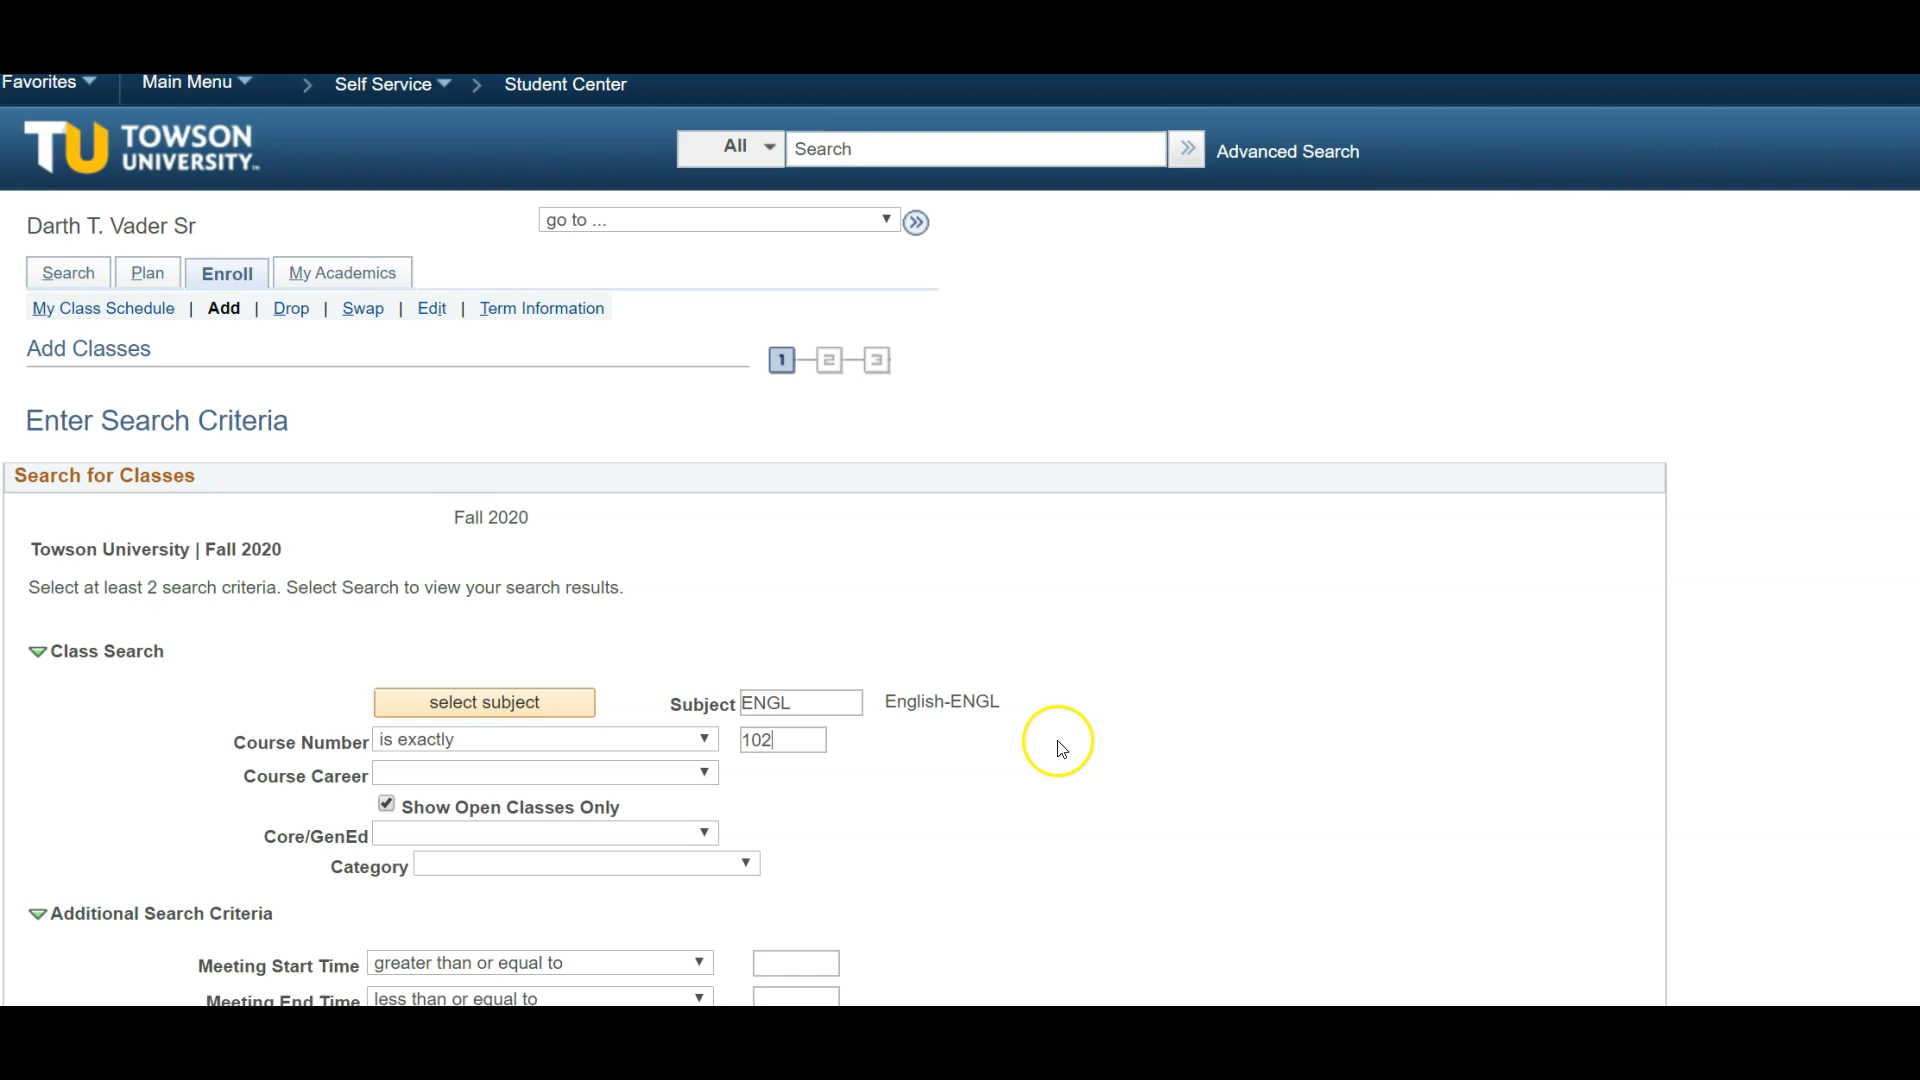 Favorites Main Menu > Self Service > Student Center
TU TOWSON UNIVERSITY™
All Search >> Advanced Search
Darth T. Vader Sr
go to ... >>
Search Plan Enroll My Academics
My Class Schedule | Add | Drop | Swap | Edit | Term Information
Add Classes
1 2 3
Enter Search Criteria
Search for Classes
Fall 2020
Towson University | Fall 2020
Select at least 2 search criteria. Select Search to view your search results.
Class Search
select subject Subject ENGL English-ENGL
Course Number is exactly 102
Course Career
Show Open Classes Only
Core/GenEd
Category
Additional Search Criteria
Meeting Start Time greater than or equal to
Meeting End Time less than or equal to